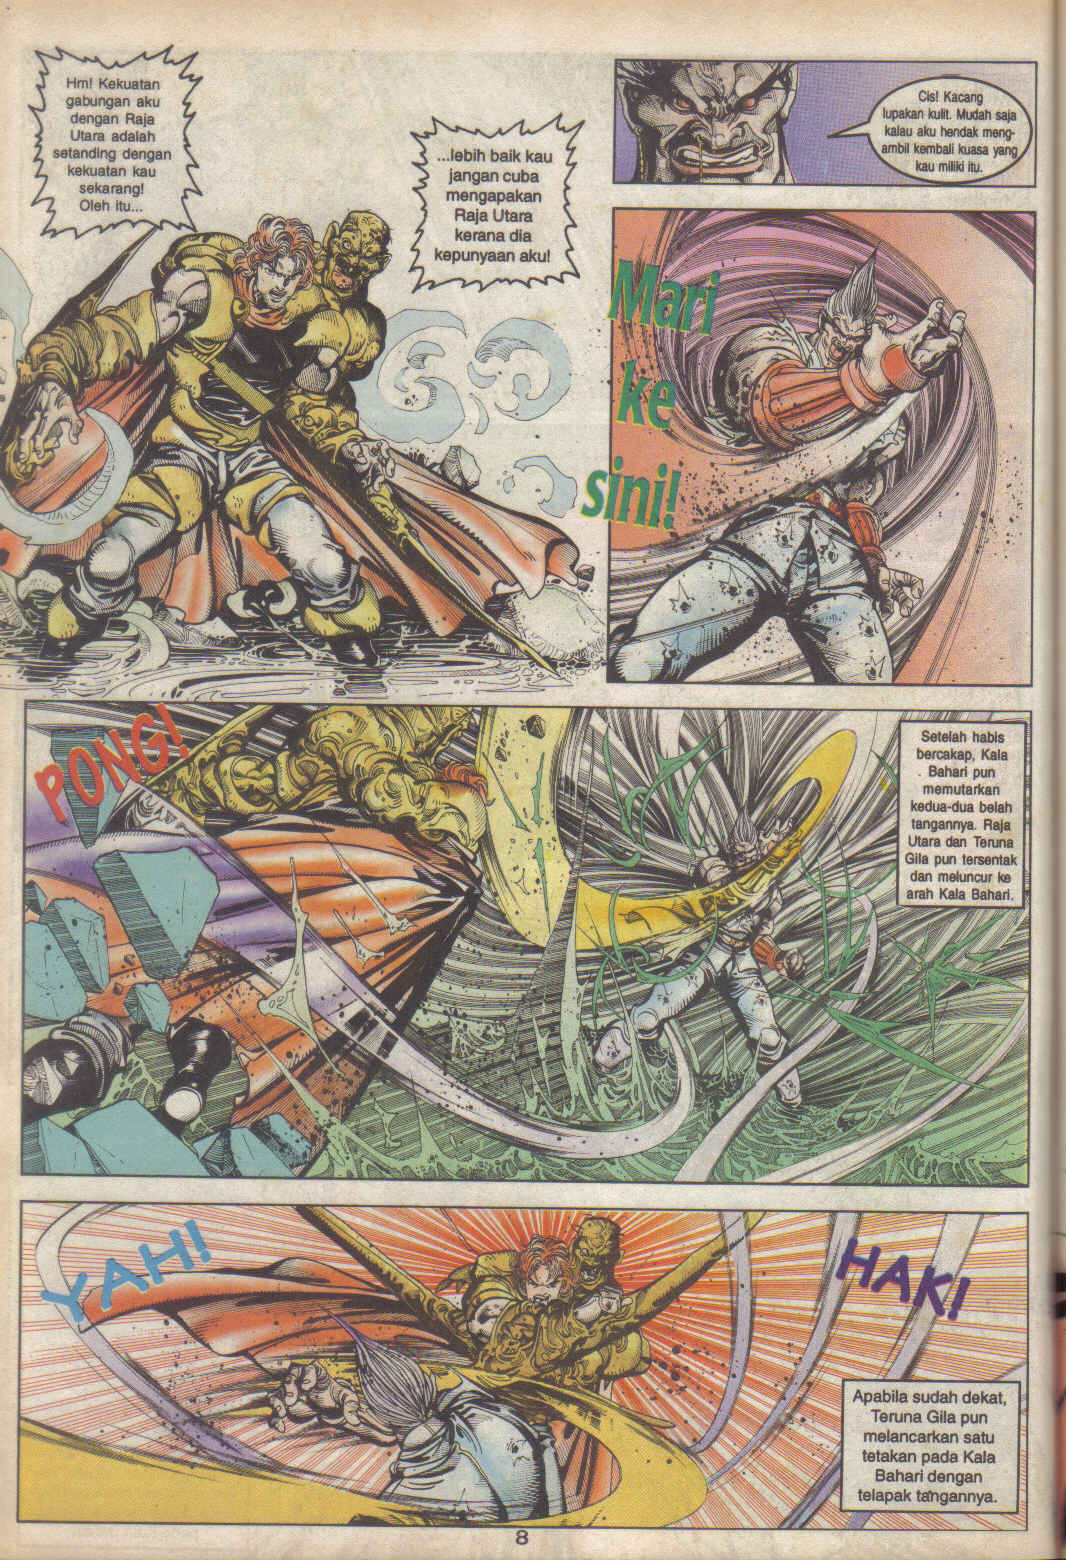 Hm! Kekuatan
gabungan aku
dengan Raja
Utara adalah
setanding dengan
kekuatan kau
sekarang!
Oleh itu...
...lebih baik kau
jangan cuba
mengapakan
Raja Utara
kerana dia
kepunyaan aku!
Cis! Kacang
lupakan kulit. Mudah saja
kalau aku hendak meng-
ambil kembali kuasa yang
kau miliki itu.
Mari
ke
sini!
PONG!
Setelah habis
bercakap, Kala
Bahari pun
memutarkan
kedua-dua belah
tangannya. Raja
Utara dan Teruna
Gila pun tersentak
dan meluncur ke
arah Kala Bahari.
YAH!
HAK!
Apabila sudah dekat,
Teruna Gila pun
melancarkan satu
tetakan pada Kala
Bahari dengan
telapak tangannya.
8